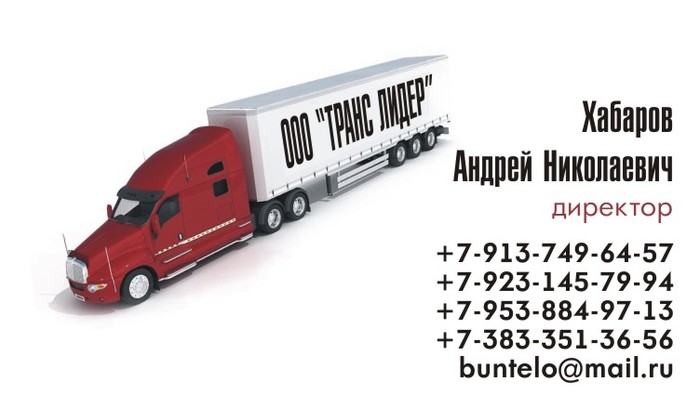 ООО "ТРАНС ЛИДЕР"
Хабаров
Андрей Николаевич
директор
+7-913-749-64-57
+7-923-145-79-94
+7-953-884-97-13
+7-383-351-36-56
buntelo@mail.ru